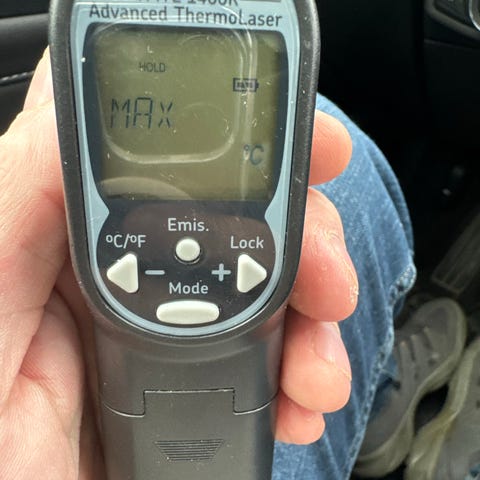 Advanced ThermoLaser
HOLD
MAX
°C
Emis.
°C/°F
Lock
− +
Mode